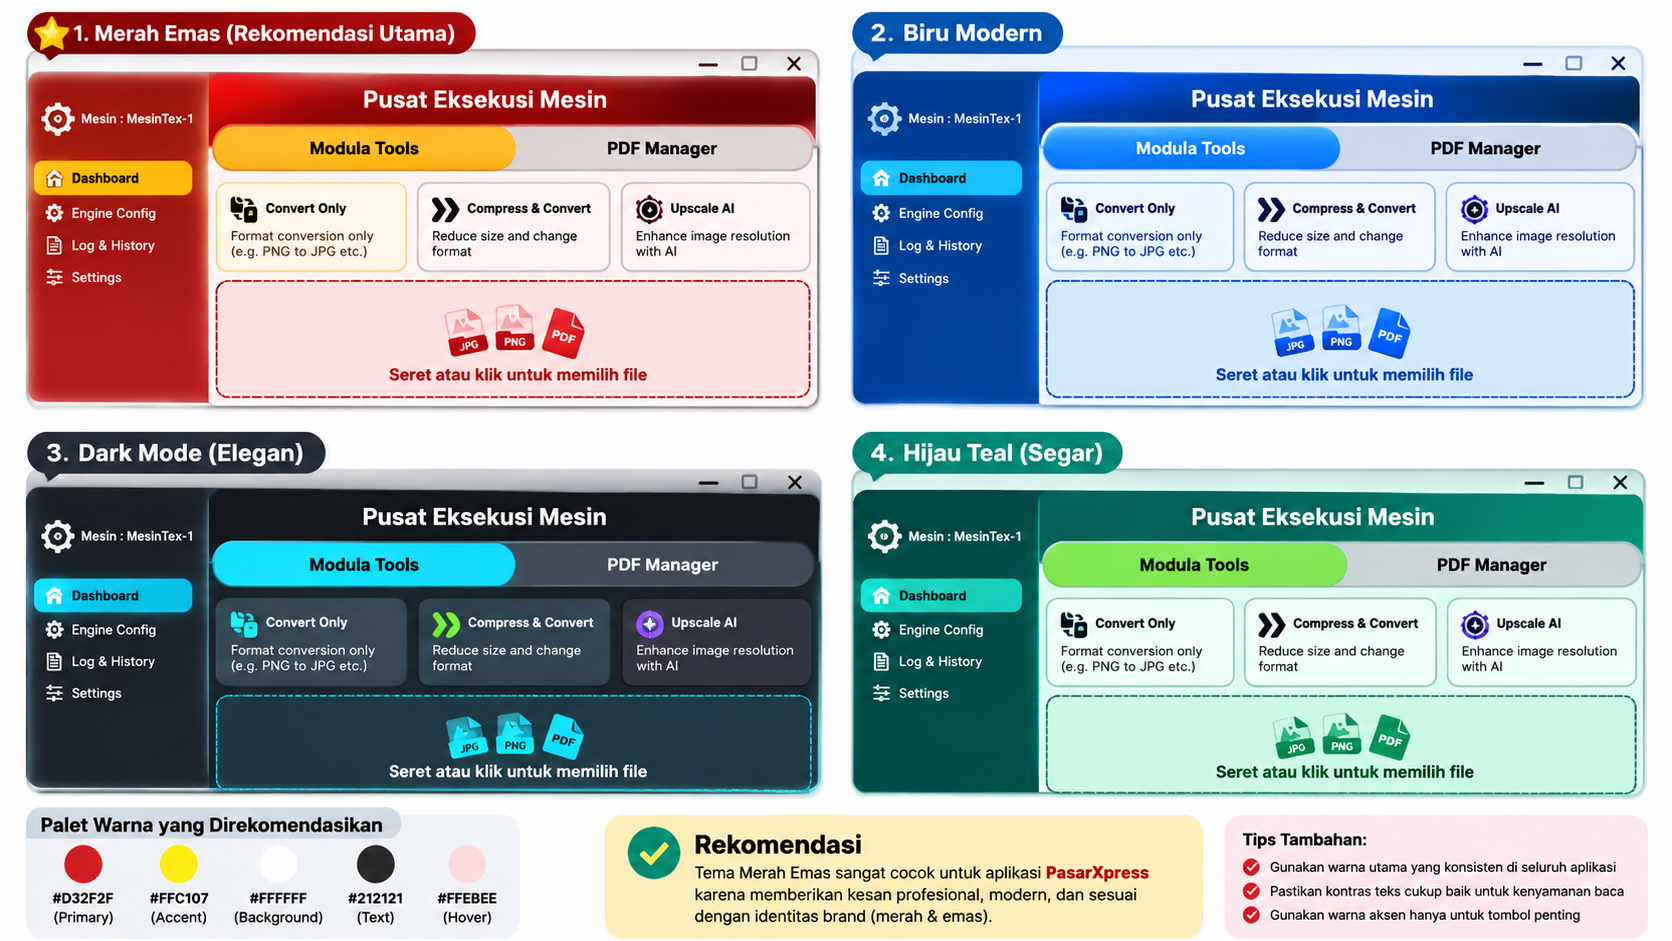 1. Merah Emas (Rekomendasi Utama)
Pusat Eksekusi Mesin
Mesin : MesinTex-1
Dashboard
Engine Config
Log & History
Settings
Modula Tools
PDF Manager
Convert Only
Format conversion only
(e.g. PNG to JPG etc.)
Compress & Convert
Reduce size and change
format
Upscale AI
Enhance image resolution
with AI
JPG
PNG
PDF
Seret atau klik untuk memilih file
2. Biru Modern
Pusat Eksekusi Mesin
Mesin : MesinTex-1
Dashboard
Engine Config
Log & History
Settings
Modula Tools
PDF Manager
Convert Only
Format conversion only
(e.g. PNG to JPG etc.)
Compress & Convert
Reduce size and change
format
Upscale AI
Enhance image resolution
with AI
JPG
PNG
PDF
Seret atau klik untuk memilih file
3. Dark Mode (Elegan)
Pusat Eksekusi Mesin
Mesin : MesinTex-1
Dashboard
Engine Config
Log & History
Settings
Modula Tools
PDF Manager
Convert Only
Format conversion only
(e.g. PNG to JPG etc.)
Compress & Convert
Reduce size and change
format
Upscale AI
Enhance image resolution
with AI
JPG
PNG
PDF
Seret atau klik untuk memilih file
4. Hijau Teal (Segar)
Pusat Eksekusi Mesin
Mesin : MesinTex-1
Dashboard
Engine Config
Log & History
Settings
Modula Tools
PDF Manager
Convert Only
Format conversion only
(e.g. PNG to JPG etc.)
Compress & Convert
Reduce size and change
format
Upscale AI
Enhance image resolution
with AI
JPG
PNG
PDF
Seret atau klik untuk memilih file
Palet Warna yang Direkomendasikan
#D32F2F
(Primary)
#FFC107
(Accent)
#FFFFFF
(Background)
#212121
(Text)
#FFEBEE
(Hover)
Rekomendasi
Tema Merah Emas sangat cocok untuk aplikasi PasarXpress
karena memberikan kesan profesional, modern, dan sesuai
dengan identitas brand (merah & emas).
Tips Tambahan:
Gunakan warna utama yang konsisten di seluruh aplikasi
Pastikan kontras teks cukup baik untuk kenyamanan baca
Gunakan warna aksen hanya untuk tombol penting